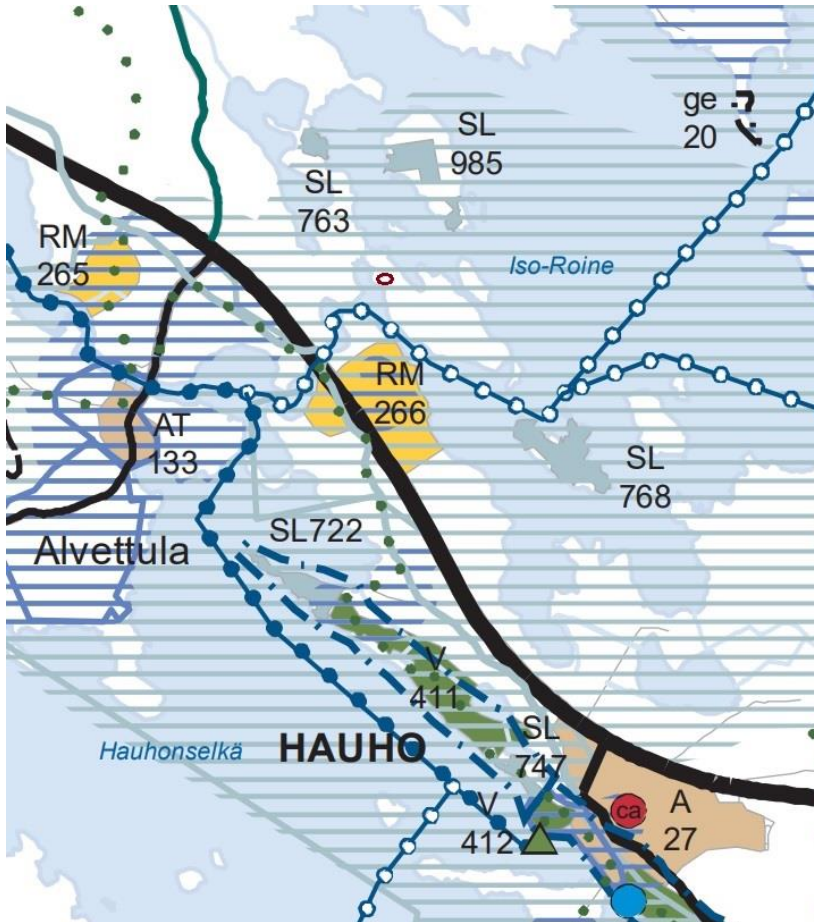 ge
20
SL
985
SL
763
RM
265
Iso-Roine
RM
266
AT
133
SL
768
SL722
Alvettula
V
411
SL
747
Hauhonselkä
HAUHO
V
412
ca
A
27